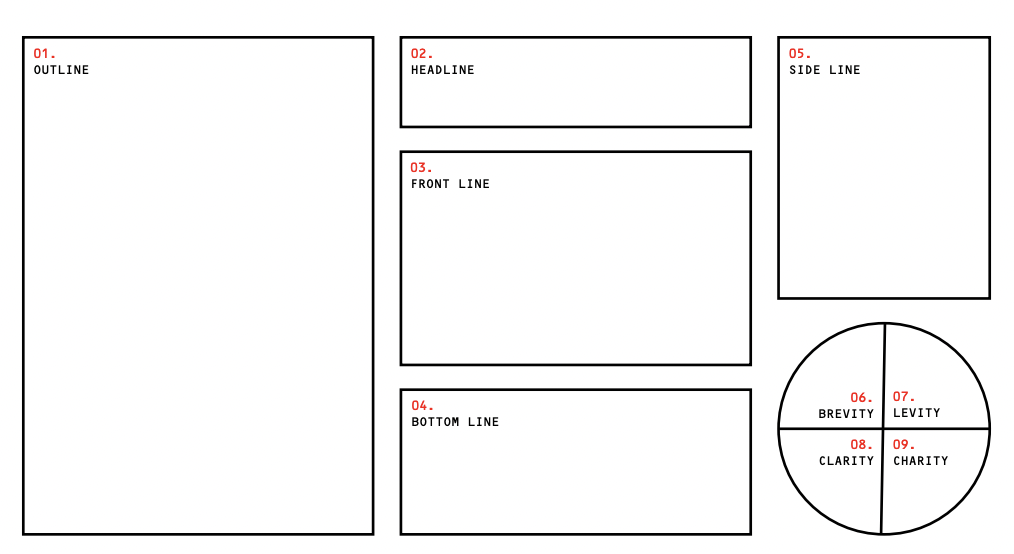 01.
OUTLINE
02.
HEADLINE
03.
FRONT LINE
04.
BOTTOM LINE
05.
SIDE LINE
06.
BREVITY
07.
LEVITY
08.
CLARITY
09.
CHARITY